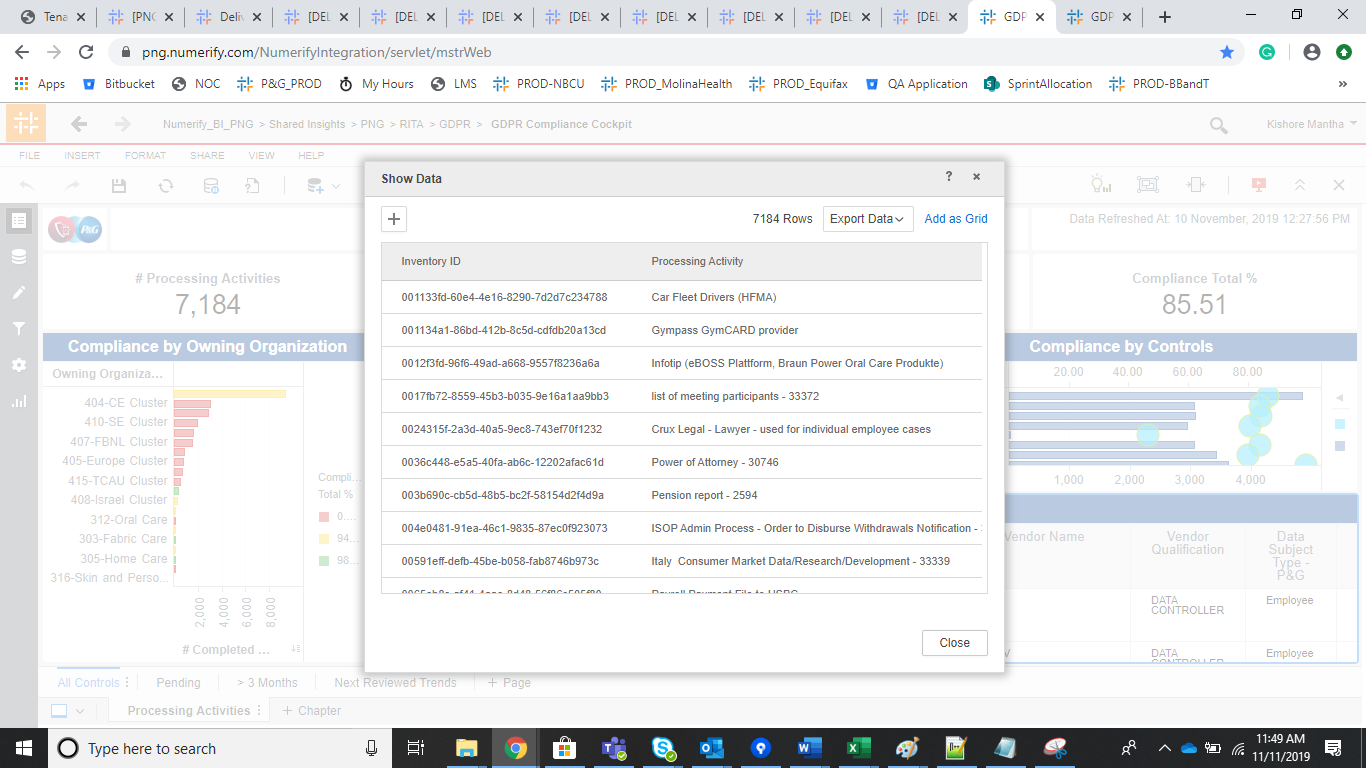 Tena
[PNG
Deliv
[DEL
[DEL
[DEL
[DEL
[DEL
[DEL
[DEL
[DEL
GDP
GDP
png.numerify.com/NumerifyIntegration/servlet/mstrWeb
Apps Bitbucket NOC P&G_PROD My Hours LMS PROD-NBCU PROD_MolinaHealth PROD_Equifax QA Application SprintAllocation PROD-BBandT »
Numerify_BI_PNG > Shared Insights > PNG > RITA > GDPR > GDPR Compliance Cockpit
Kishore Mantha
FILE INSERT FORMAT SHARE VIEW HELP
P&G
Data Refreshed At: 10 November, 2019 12:27:56 PM
# Processing Activities
7,184
Compliance Total %
85.51
Compliance by Owning Organization
Owning Organiza...
404-CE Cluster
410-SE Cluster
407-FBNL Cluster
405-Europe Cluster
415-TCAU Cluster
408-Israel Cluster
312-Oral Care
303-Fabric Care
305-Home Care
316-Skin and Perso...
2,000
4,000
6,000
8,000
# Completed ...
Compli...
Total %
0....
94...
98...
Show Data
?
7184 Rows
Export Data
Add as Grid
Inventory ID Processing Activity
001133fd-60e4-4e16-8290-7d2d7c234788 Car Fleet Drivers (HFMA)
001134a1-86bd-412b-8c5d-cdfdb20a13cd Gympass GymCARD provider
0012f3fd-96f6-49ad-a668-9557f8236a6a Infotip (eBOSS Plattform, Braun Power Oral Care Produkte)
0017fb72-8559-45b3-b035-9e16a1aa9bb3 list of meeting participants - 33372
0024315f-2a3d-40a5-9ec8-743ef70f1232 Crux Legal - Lawyer - used for individual employee cases
0036c448-e5a5-40fa-ab6c-12202afac61d Power of Attorney - 30746
003b690c-cb5d-48b5-bc2f-58154d2f4d9a Pension report - 2594
004e0481-91ea-46c1-9835-87ec0f923073 ISOP Admin Process - Order to Disburse Withdrawals Notification -
00591eff-defb-45be-b058-fab8746b973c Italy Consumer Market Data/Research/Development - 33339
Close
Compliance by Controls
20.00 40.00 60.00 80.00
1,000 2,000 3,000 4,000
Vendor Name
Vendor Qualification
Data Subject Type - P&G
DATA CONTROLLER
Employee
DATA CONTROLLER
Employee
All Controls Pending > 3 Months Next Reviewed Trends + Page
Processing Activities + Chapter
Type here to search
11:49 AM
11/11/2019